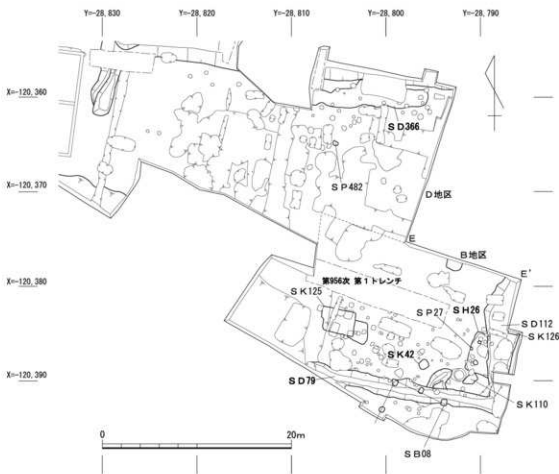 Y=-28,830
Y=-28,820
Y=-28,810
Y=-28,800
Y=-28,790
X=-120,360
SD366
X=-120,370
SP482
D地区
E
B地区
X=-120,380
第956次 第1トレンチ
E'
SK125
SP27
SH26
SD112
SK126
SK42
X=-120,390
SD79
SK110
0
20m
SB08